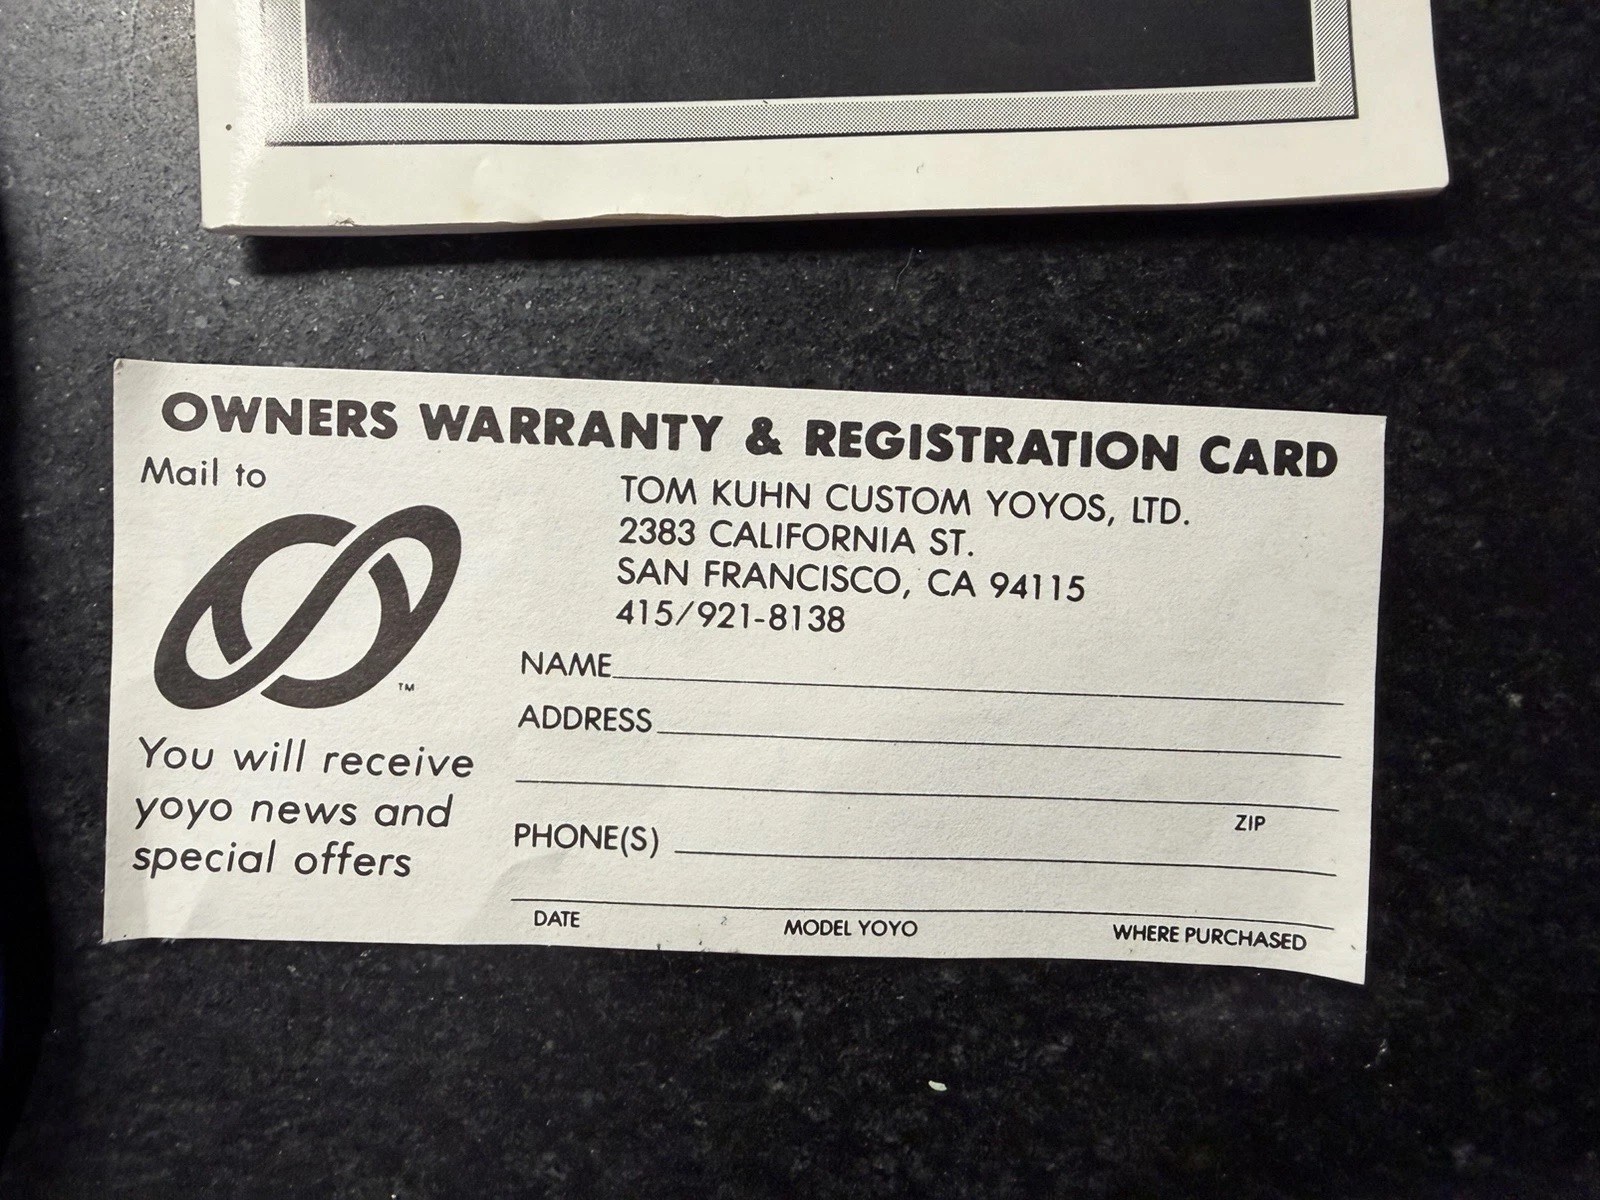 OWNERS WARRANTY & REGISTRATION CARD
Mail to
TOM KUHN CUSTOM YOYOS, LTD.
2383 CALIFORNIA ST.
SAN FRANCISCO, CA 94115
415/921-8138
TM
You will receive
yoyo news and
special offers
NAME
ADDRESS
ZIP
PHONE(S)
DATE MODEL YOYO WHERE PURCHASED